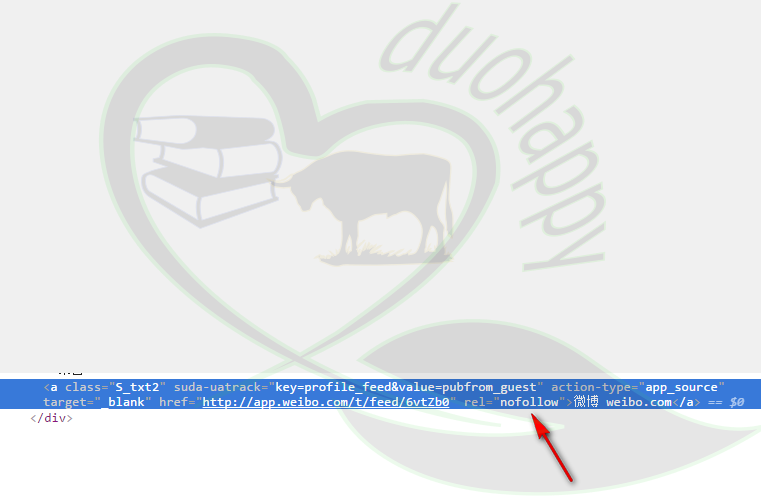 duohappy
<a class="S_txt2" suda-uatrack="key=profile_feed&value=pubfrom_guest" action-type="app_source"
target="_blank" href="http://app.weibo.com/t/feed/6vtZb0" rel="nofollow">微博 weibo.com</a> == $0
</div>